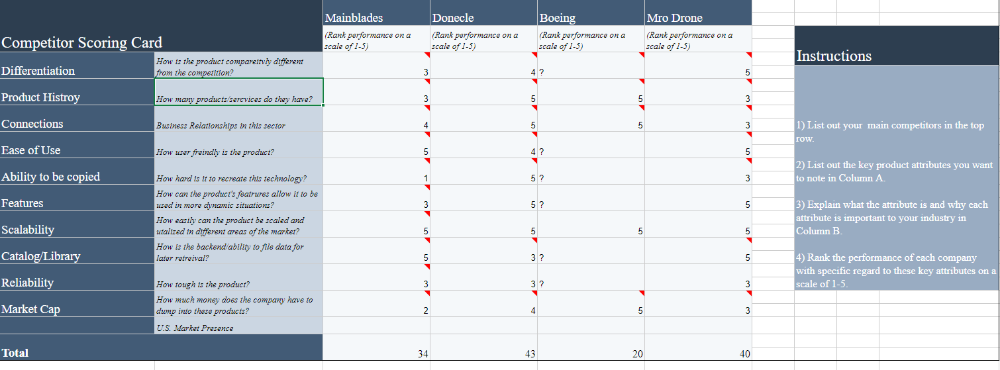 Mainblades Donecle Boeing Mro Drone
Competitor Scoring Card
(Rank performance on a (Rank performance on a (Rank performance on a (Rank performance on a
scale of 1-5) scale of 1-5) scale of 1-5) scale of 1-5)
How is the product compareitvly different
Differentiation from the competition? 3 4 ? 5
Product Histroy How many products/sercvices do they have? 3 5 5 3
Connections Business Relationships in this sector 4 5 5 3
Ease of Use How user freindly is the product? 5 4 ? 5
Ability to be copied How hard is it to recreate this technology? 1 5 ? 3
How can the product's featrures allow it to be
Features used in more dynamic situations? 3 5 ? 5
How easily can the product be scaled and
Scalability utalized in different areas of the market? 5 5 5 5
How is the backend/ability to file data for
Catalog/Library later retreival? 5 3 ? 5
Reliability How tough is the product? 3 3 ? 3
How much money does the company have to
Market Cap dump into these products? 2 4 5 3
U.S. Market Presence
Total 34 43 20 40
Instructions
1) List out your main competitors in the top
row.
2) List out the key product attributes you want
to note in Column A.
3) Explain what the attribute is and why each
attribute is important to your industry in
Column B.
4) Rank the performance of each company
with specific regard to these key attributes on a
scale of 1-5.